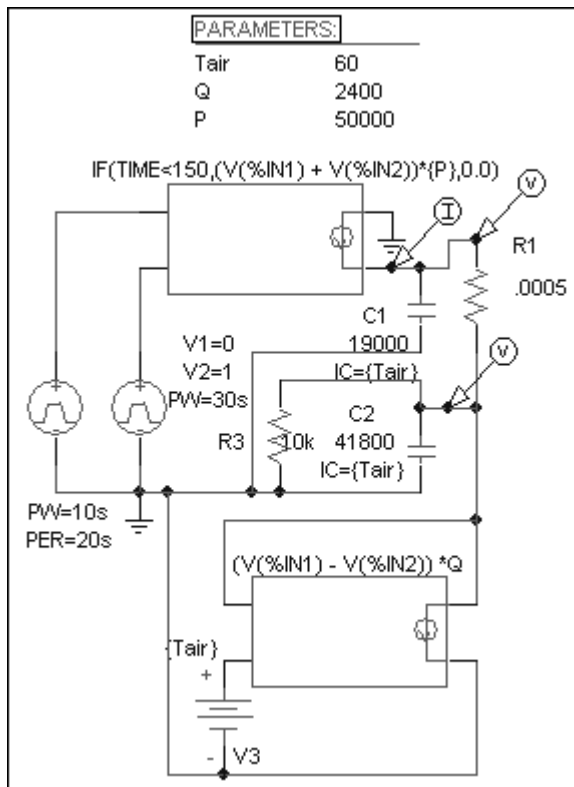 PARAMETERS:
Tair 60
Q 2400
P 50000
IF(TIME<150,(V(%IN1) + V(%IN2))*{P},0.0)
V
I
R1
.0005
C1
19000
V1=0
V2=1
PW=30s
IC={Tair}
V
C2
R3
10k
41800
IC={Tair}
PW=10s
PER=20s
(V(%IN1) - V(%IN2)) *Q
{Tair}
+
-
V3